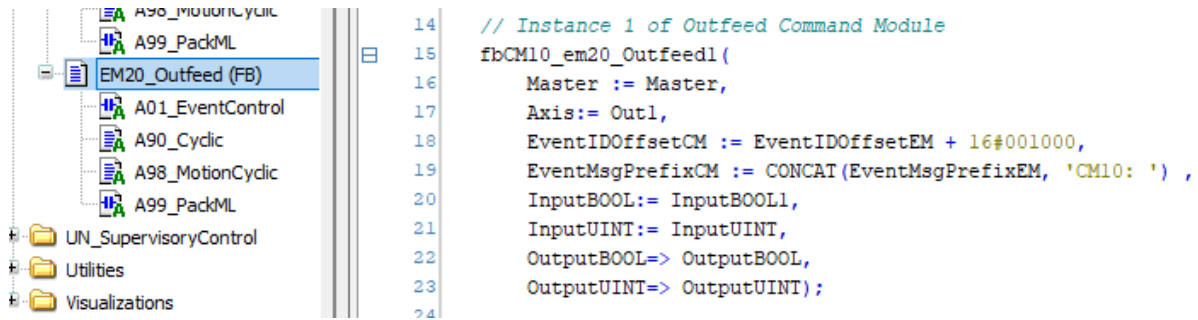 A98_MotionCyclic
A99_PackML
EM20_Outfeed (FB)
A01_EventControl
A90_Cyclic
A98_MotionCyclic
A99_PackML
UN_SupervisoryControl
Utilities
Visualizations
14 // Instance 1 of Outfeed Command Module
15 fbCM10_em20_Outfeed1(
16 Master := Master,
17 Axis:= Out1,
18 EventIDOffsetCM := EventIDOffsetEM + 16#001000,
19 EventMsgPrefixCM := CONCAT(EventMsgPrefixEM, 'CM10: ') ,
20 InputBOOL:= InputBOOL1,
21 InputUINT:= InputUINT,
22 OutputBOOL=> OutputBOOL,
23 OutputUINT=> OutputUINT);
24